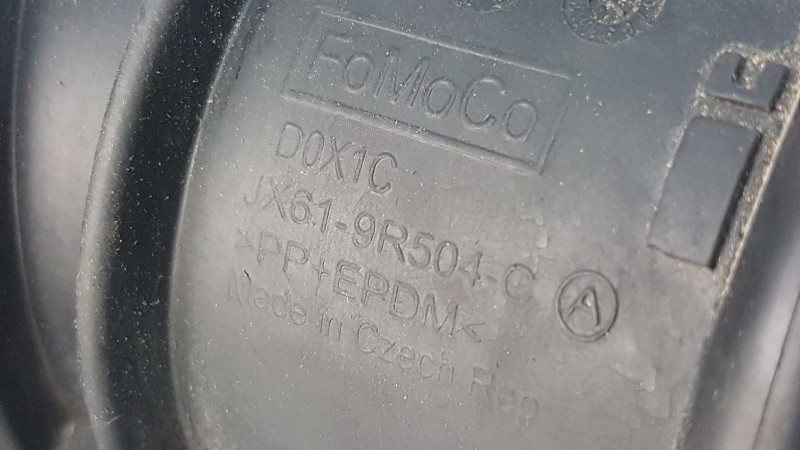 FoMoCo
D0X1C
JX61-9R504-C A
>PP+EPDM<
Made in Czech Rep